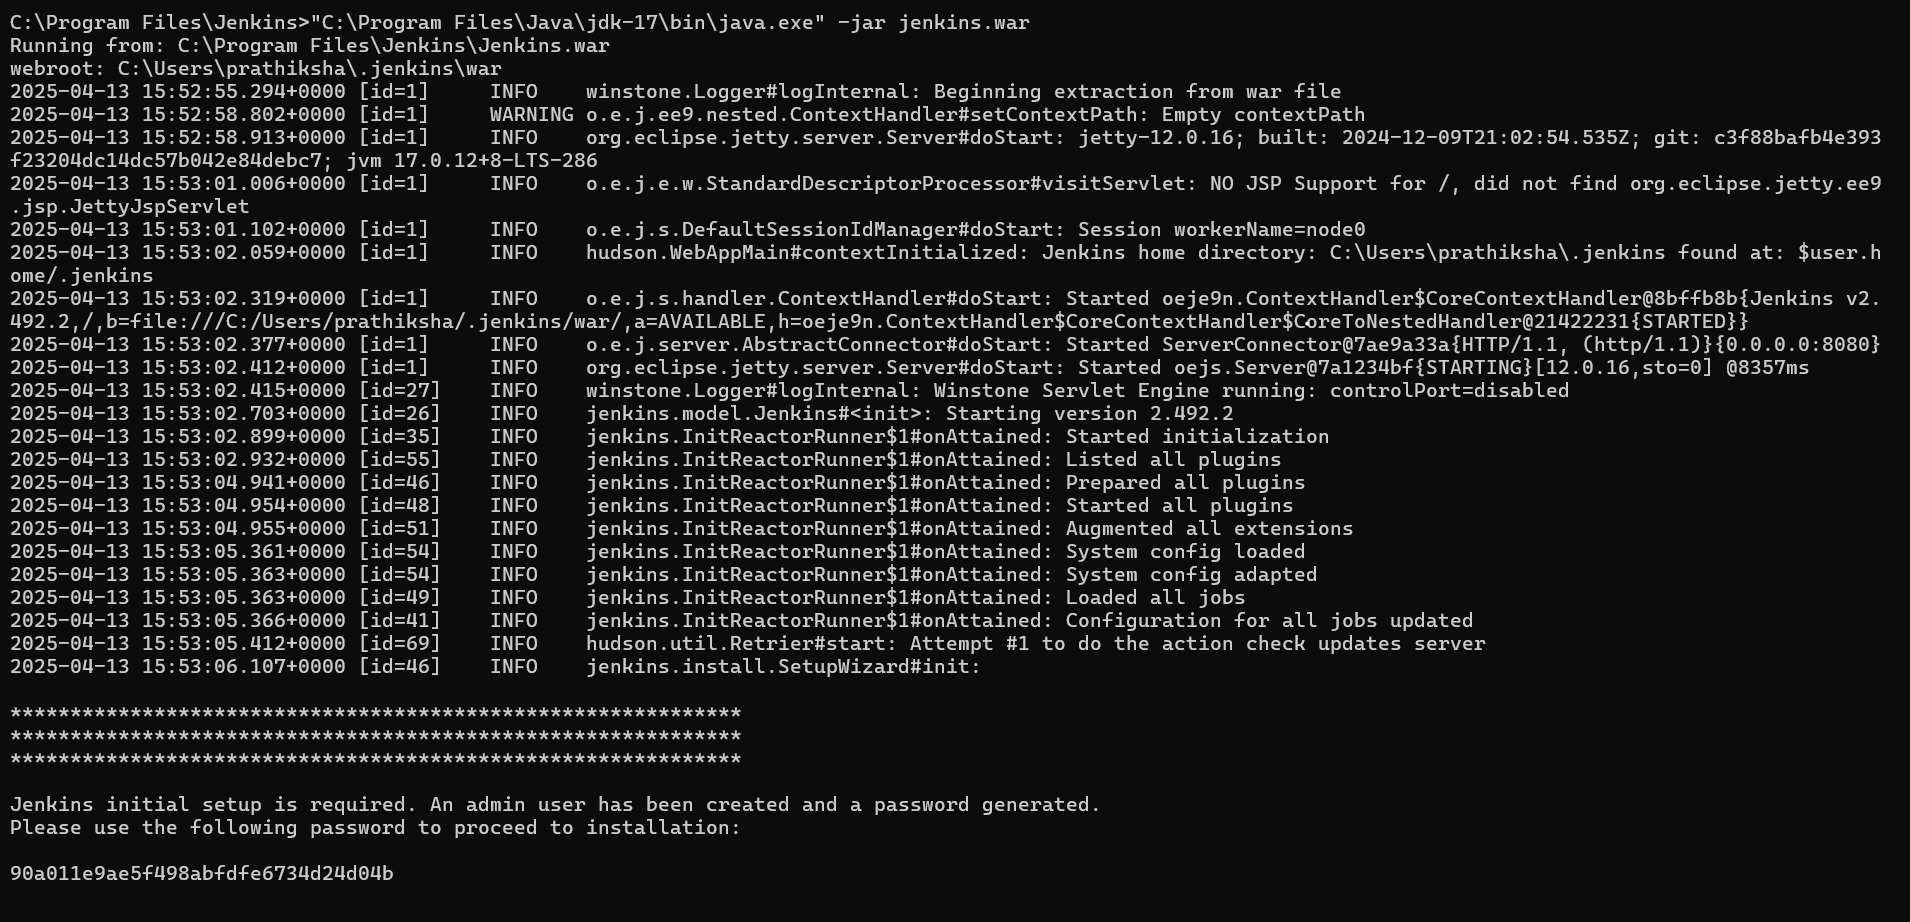 C:\Program Files\Jenkins>"C:\Program Files\Java\jdk-17\bin\java.exe" -jar jenkins.war
Running from: C:\Program Files\Jenkins\Jenkins.war
webroot: C:\Users\prathiksha\.jenkins\war
2025-04-13 15:52:55.294+0000 [id=1]     INFO    winstone.Logger#logInternal: Beginning extraction from war file
2025-04-13 15:52:58.802+0000 [id=1]     WARNING o.e.j.ee9.nested.ContextHandler#setContextPath: Empty contextPath
2025-04-13 15:52:58.913+0000 [id=1]     INFO    org.eclipse.jetty.server.Server#doStart: jetty-12.0.16; built: 2024-12-09T21:02:54.535Z; git: c3f88bafb4e393
f23204dc14dc57b042e84debc7; jvm 17.0.12+8-LTS-286
2025-04-13 15:53:01.006+0000 [id=1]     INFO    o.e.j.e.w.StandardDescriptorProcessor#visitServlet: NO JSP Support for /, did not find org.eclipse.jetty.ee9
.jsp.JettyJspServlet
2025-04-13 15:53:01.102+0000 [id=1]     INFO    o.e.j.s.DefaultSessionIdManager#doStart: Session workerName=node0
2025-04-13 15:53:02.059+0000 [id=1]     INFO    hudson.WebAppMain#contextInitialized: Jenkins home directory: C:\Users\prathiksha\.jenkins found at: $user.h
ome/.jenkins
2025-04-13 15:53:02.319+0000 [id=1]     INFO    o.e.j.s.handler.ContextHandler#doStart: Started oeje9n.ContextHandler$CoreContextHandler@8bffb8b{Jenkins v2.
492.2,/,b=file:///C:/Users/prathiksha/.jenkins/war/,a=AVAILABLE,h=oeje9n.ContextHandler$CoreContextHandler$CoreToNestedHandler@21422231{STARTED}}
2025-04-13 15:53:02.377+0000 [id=1]     INFO    o.e.j.server.AbstractConnector#doStart: Started ServerConnector@7ae9a33a{HTTP/1.1, (http/1.1)}{0.0.0.0:8080}
2025-04-13 15:53:02.412+0000 [id=1]     INFO    org.eclipse.jetty.server.Server#doStart: Started oejs.Server@7a1234bf{STARTING}[12.0.16,sto=0] @8357ms
2025-04-13 15:53:02.415+0000 [id=27]    INFO    winstone.Logger#logInternal: Winstone Servlet Engine running: controlPort=disabled
2025-04-13 15:53:02.703+0000 [id=26]    INFO    jenkins.model.Jenkins#<init>: Starting version 2.492.2
2025-04-13 15:53:02.899+0000 [id=35]    INFO    jenkins.InitReactorRunner$1#onAttained: Started initialization
2025-04-13 15:53:02.932+0000 [id=55]    INFO    jenkins.InitReactorRunner$1#onAttained: Listed all plugins
2025-04-13 15:53:04.941+0000 [id=46]    INFO    jenkins.InitReactorRunner$1#onAttained: Prepared all plugins
2025-04-13 15:53:04.954+0000 [id=48]    INFO    jenkins.InitReactorRunner$1#onAttained: Started all plugins
2025-04-13 15:53:04.955+0000 [id=51]    INFO    jenkins.InitReactorRunner$1#onAttained: Augmented all extensions
2025-04-13 15:53:05.361+0000 [id=54]    INFO    jenkins.InitReactorRunner$1#onAttained: System config loaded
2025-04-13 15:53:05.363+0000 [id=54]    INFO    jenkins.InitReactorRunner$1#onAttained: System config adapted
2025-04-13 15:53:05.363+0000 [id=49]    INFO    jenkins.InitReactorRunner$1#onAttained: Loaded all jobs
2025-04-13 15:53:05.366+0000 [id=41]    INFO    jenkins.InitReactorRunner$1#onAttained: Configuration for all jobs updated
2025-04-13 15:53:05.412+0000 [id=69]    INFO    hudson.util.Retrier#start: Attempt #1 to do the action check updates server
2025-04-13 15:53:06.107+0000 [id=46]    INFO    jenkins.install.SetupWizard#init:
*************************************************************
*************************************************************
*************************************************************
Jenkins initial setup is required. An admin user has been created and a password generated.
Please use the following password to proceed to installation:
90a011e9ae5f498abfdfe6734d24d04b